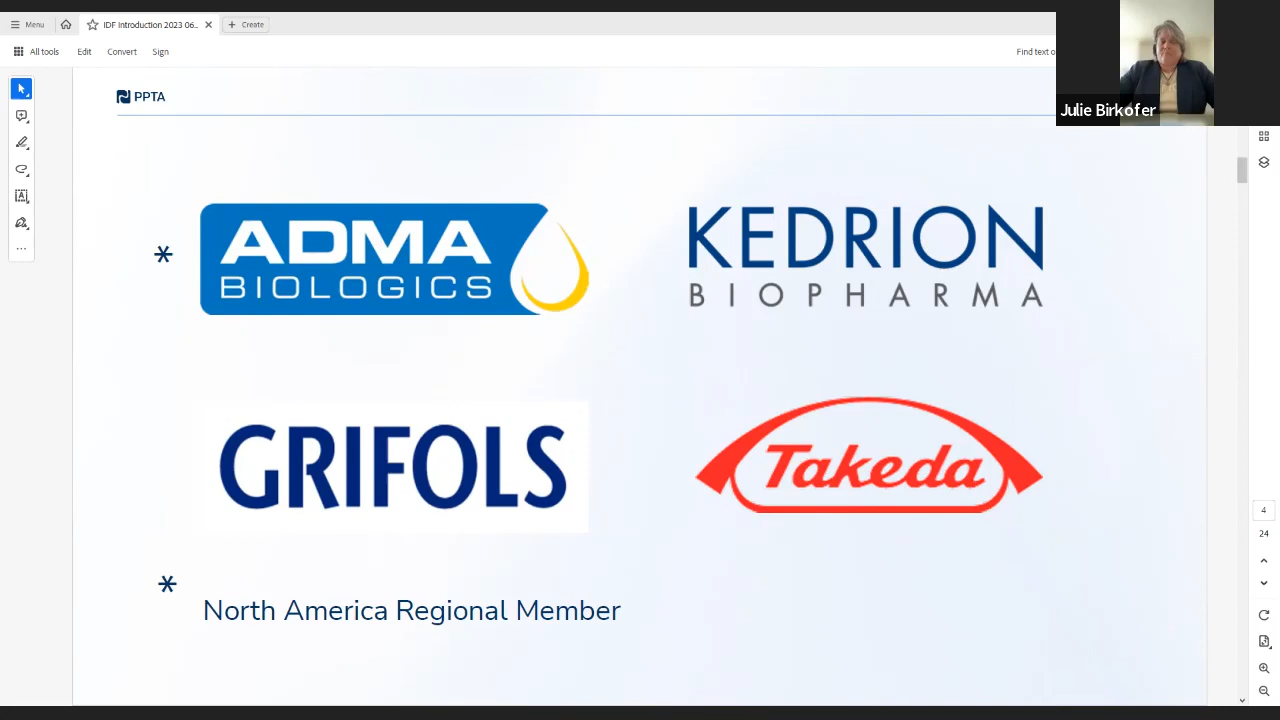 Menu
IDF Introduction 2023 06...
Create
All tools
Edit
Convert
Sign
Find text o
Julie Birkofer
PPTA
* ADMA
BIOLOGICS
KEDRION
BIOPHARMA
GRIFOLS
Takeda
*
North America Regional Member
4
24